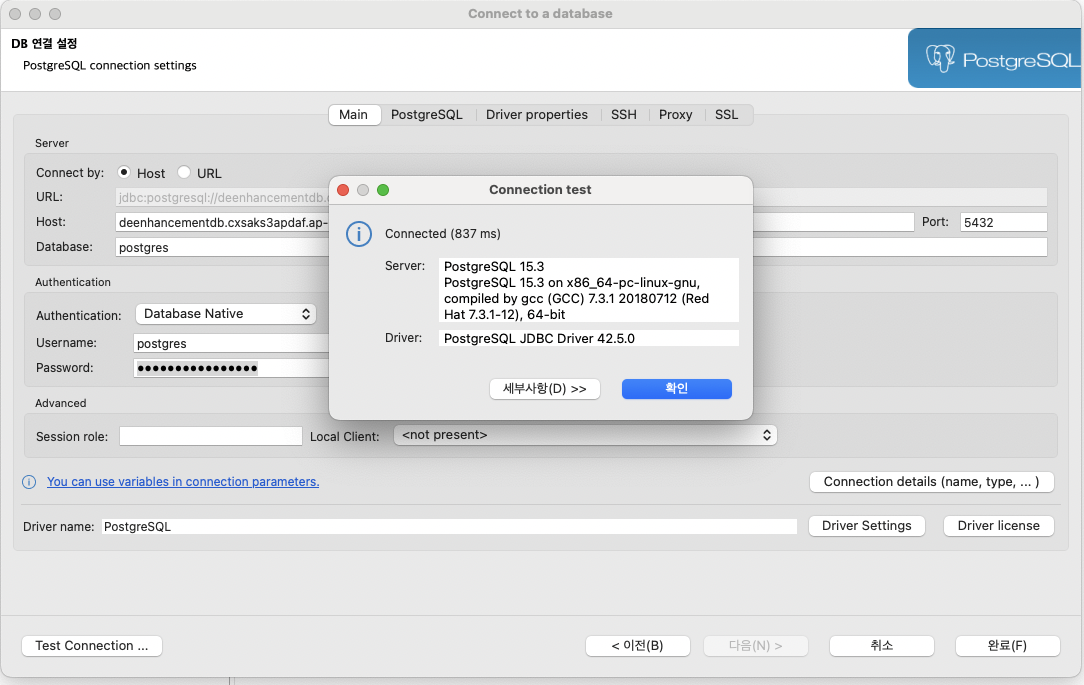 Connect to a database
DB 연결 설정
PostgreSQL connection settings
PostgreSQL
Main PostgreSQL Driver properties SSH Proxy SSL
Server
Connect by: Host URL
URL: jdbc:postgresql://deenhancementdb.
Host: deenhancementdb.cxsaks3apdaf.ap- Port: 5432
Database: postgres
Authentication
Authentication: Database Native
Username: postgres
Password: ••••••••••••••••
Advanced
Session role: Local Client: <not present>
You can use variables in connection parameters.
Connection details (name, type, ... )
Driver name: PostgreSQL Driver Settings Driver license
Connection test
Connected (837 ms)
Server: PostgreSQL 15.3
PostgreSQL 15.3 on x86_64-pc-linux-gnu,
compiled by gcc (GCC) 7.3.1 20180712 (Red
Hat 7.3.1-12), 64-bit
Driver: PostgreSQL JDBC Driver 42.5.0
세부사항(D) >> 확인
Test Connection ... < 이전(B) 다음(N) > 취소 완료(F)